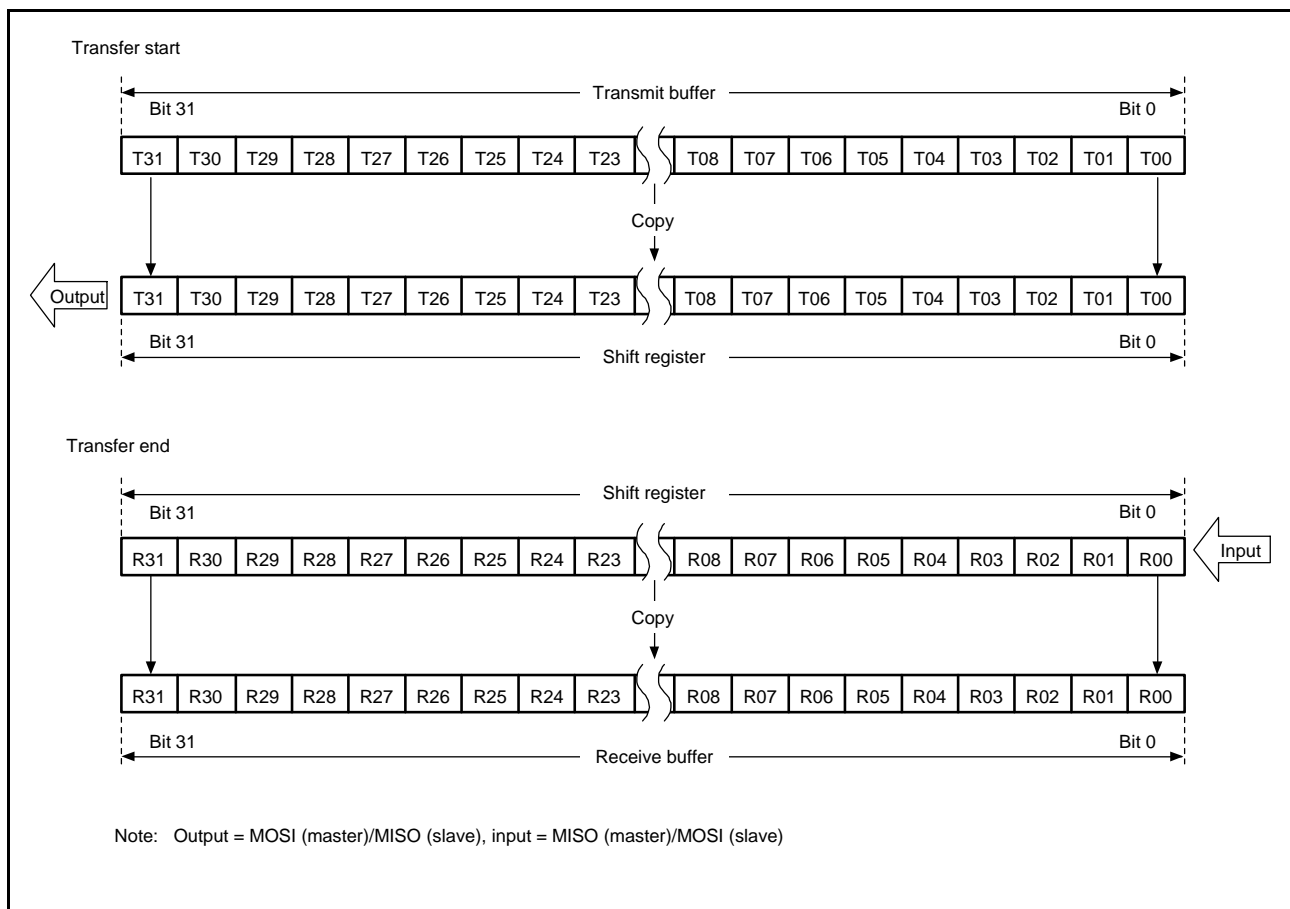 Transfer start
Transmit buffer
Bit 31 Bit 0
T31 T30 T29 T28 T27 T26 T25 T24 T23 T08 T07 T06 T05 T04 T03 T02 T01 T00
Copy
Output T31 T30 T29 T28 T27 T26 T25 T24 T23 T08 T07 T06 T05 T04 T03 T02 T01 T00
Bit 31 Bit 0
Shift register
Transfer end
Shift register
Bit 31 Bit 0
R31 R30 R29 R28 R27 R26 R25 R24 R23 R08 R07 R06 R05 R04 R03 R02 R01 R00 Input
Copy
R31 R30 R29 R28 R27 R26 R25 R24 R23 R08 R07 R06 R05 R04 R03 R02 R01 R00
Bit 31 Bit 0
Receive buffer
Note: Output = MOSI (master)/MISO (slave), input = MISO (master)/MOSI (slave)